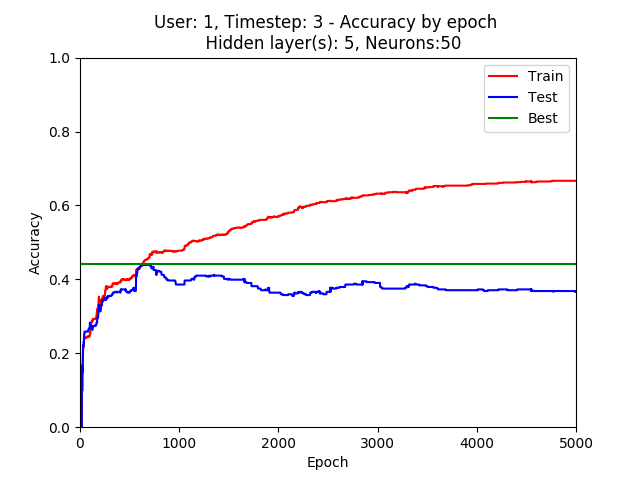 User: 1, Timestep: 3 - Accuracy by epoch
Hidden layer(s): 5, Neurons:50
1.0
0.8
0.6
0.4
0.2
0.0
Accuracy
Train
Test
Best
0 1000 2000 3000 4000 5000
Epoch